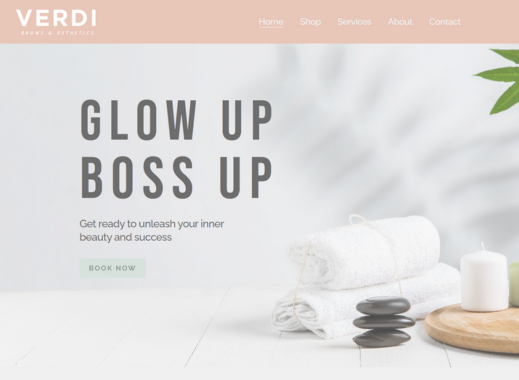 VERDI
BROWS & ESTHETICS
Home Shop Services About Contact
GLOW UP
BOSS UP
Get ready to unleash your inner
beauty and success
BOOK NOW